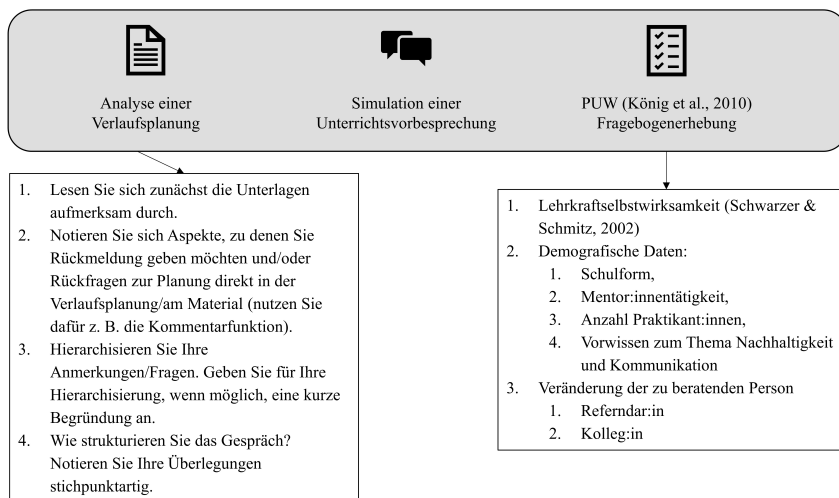 Analyse einer
Verlaufsplanung
Simulation einer
Unterrichtsvorbesprechung
PUW (König et al., 2010)
Fragebogenerhebung
1. Lesen Sie sich zunächst die Unterlagen
aufmerksam durch.
2. Notieren Sie sich Aspekte, zu denen Sie
Rückmeldung geben möchten und/oder
Rückfragen zur Planung direkt in der
Verlaufsplanung/am Material (nutzen Sie
dafür z. B. die Kommentarfunktion).
3. Hierarchisieren Sie Ihre
Anmerkungen/Fragen. Geben Sie für Ihre
Hierarchisierung, wenn möglich, eine kurze
Begründung an.
4. Wie strukturieren Sie das Gespräch?
Notieren Sie Ihre Überlegungen
stichpunktartig.
1. Lehrkraftselbstwirksamkeit (Schwarzer &
Schmitz, 2002)
2. Demografische Daten:
1. Schulform,
2. Mentor:innentätigkeit,
3. Anzahl Praktikant:innen,
4. Vorwissen zum Thema Nachhaltigkeit
und Kommunikation
3. Veränderung der zu beratenden Person
1. Referndar:in
2. Kolleg:in